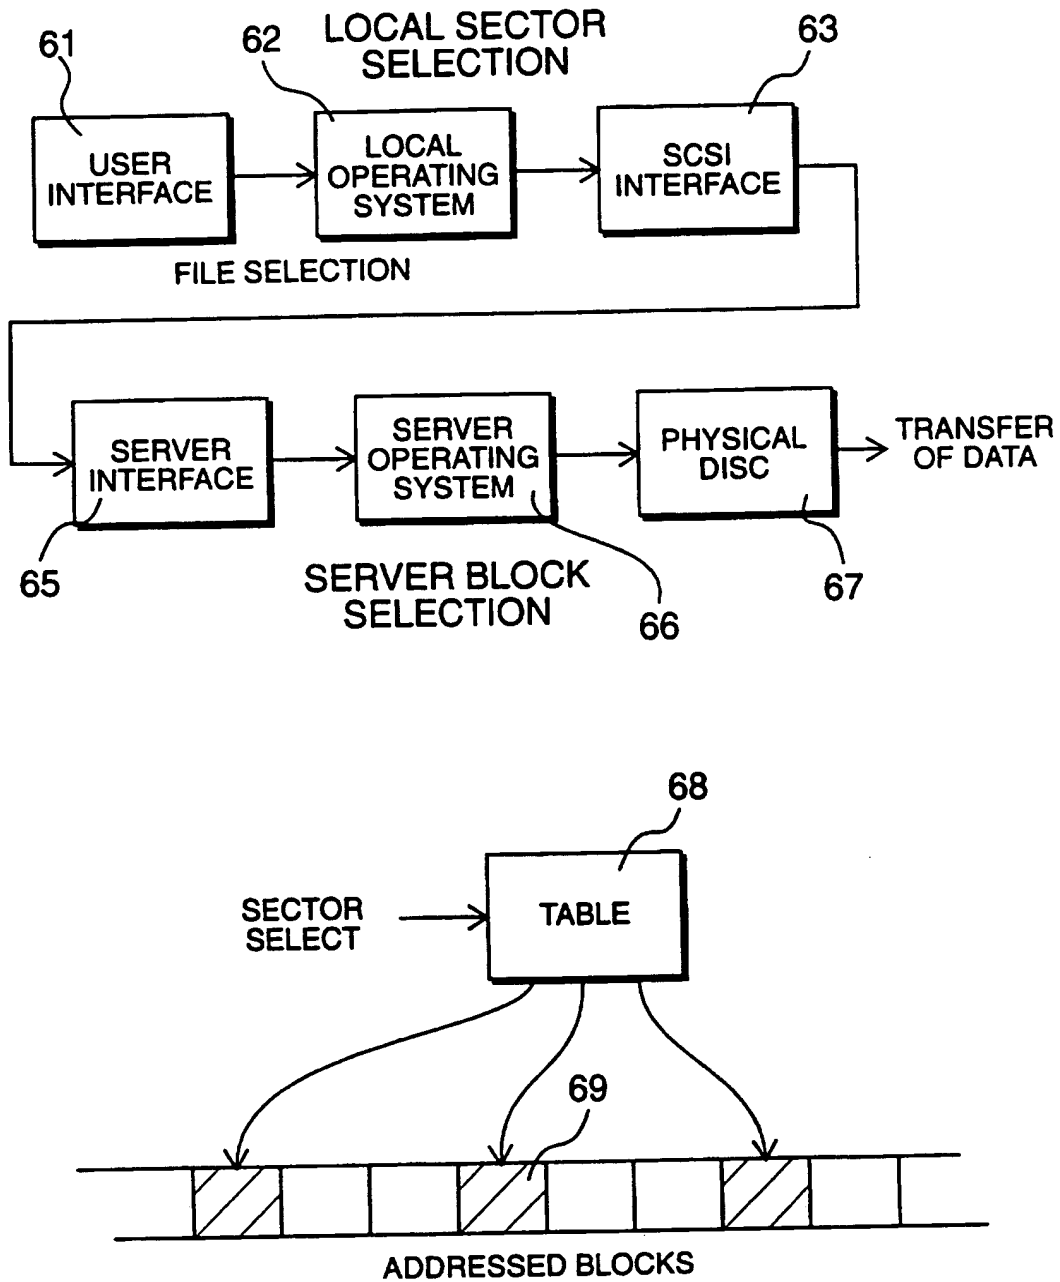 LOCAL SECTOR
SELECTION
61
62
63
USER
INTERFACE
LOCAL
OPERATING
SYSTEM
SCSI
INTERFACE
FILE SELECTION
SERVER
INTERFACE
SERVER
OPERATING
SYSTEM
PHYSICAL
DISC
TRANSFER
OF DATA
65
SERVER BLOCK
SELECTION
66
67
68
SECTOR
SELECT
TABLE
69
ADDRESSED BLOCKS